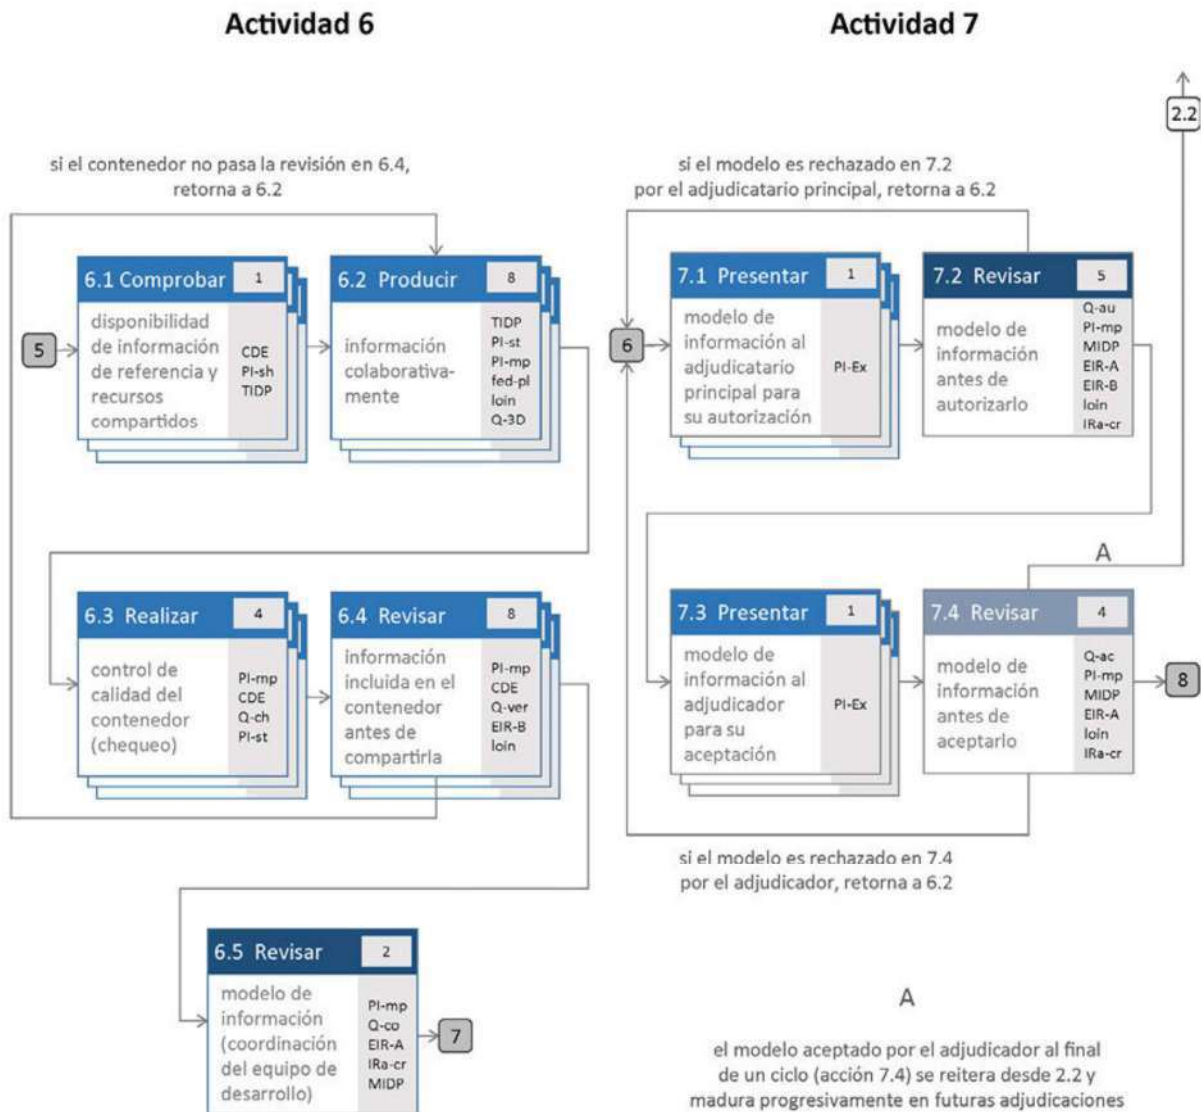 Actividad 6
si el contenedor no pasa la revisión en 6.4,
retorna a 6.2
6.1 Comprobar
1
disponibilidad
de información
de referencia y
recursos
compartidos
CDE
PI-sh
TIDP
5
6.2 Producir
8
información
colaborativa-
mente
TIDP
PI-st
PI-mp
fed-pl
loin
Q-3D
6.3 Realizar
4
control de
calidad del
contenedor
(chequeo)
PI-mp
CDE
Q-ch
PI-st
6.4 Revisar
8
información
incluida en el
contenedor
antes de
compartirla
PI-mp
CDE
Q-ver
EIR-B
loin
6.5 Revisar
2
modelo de
información
(coordinación
del equipo de
desarrollo)
PI-mp
Q-co
EIR-A
IRa-cr
MIDP
7
Actividad 7
2.2
si el modelo es rechazado en 7.2
por el adjudicatario principal, retorna a 6.2
6
7.1 Presentar
1
modelo de
información al
adjudicatario
principal para
su autorización
PI-Ex
7.2 Revisar
5
modelo de
información
antes de
autorizarlo
Q-au
PI-mp
MIDP
EIR-A
EIR-B
loin
IRa-cr
A
7.3 Presentar
1
modelo de
información al
adjudicador
para su
aceptación
PI-Ex
7.4 Revisar
4
modelo de
información
antes de
aceptarlo
Q-ac
PI-mp
MIDP
EIR-A
loin
IRa-cr
8
si el modelo es rechazado en 7.4
por el adjudicador, retorna a 6.2
A
el modelo aceptado por el adjudicador al final
de un ciclo (acción 7.4) se reitera desde 2.2 y
madura progresivamente en futuras adjudicaciones